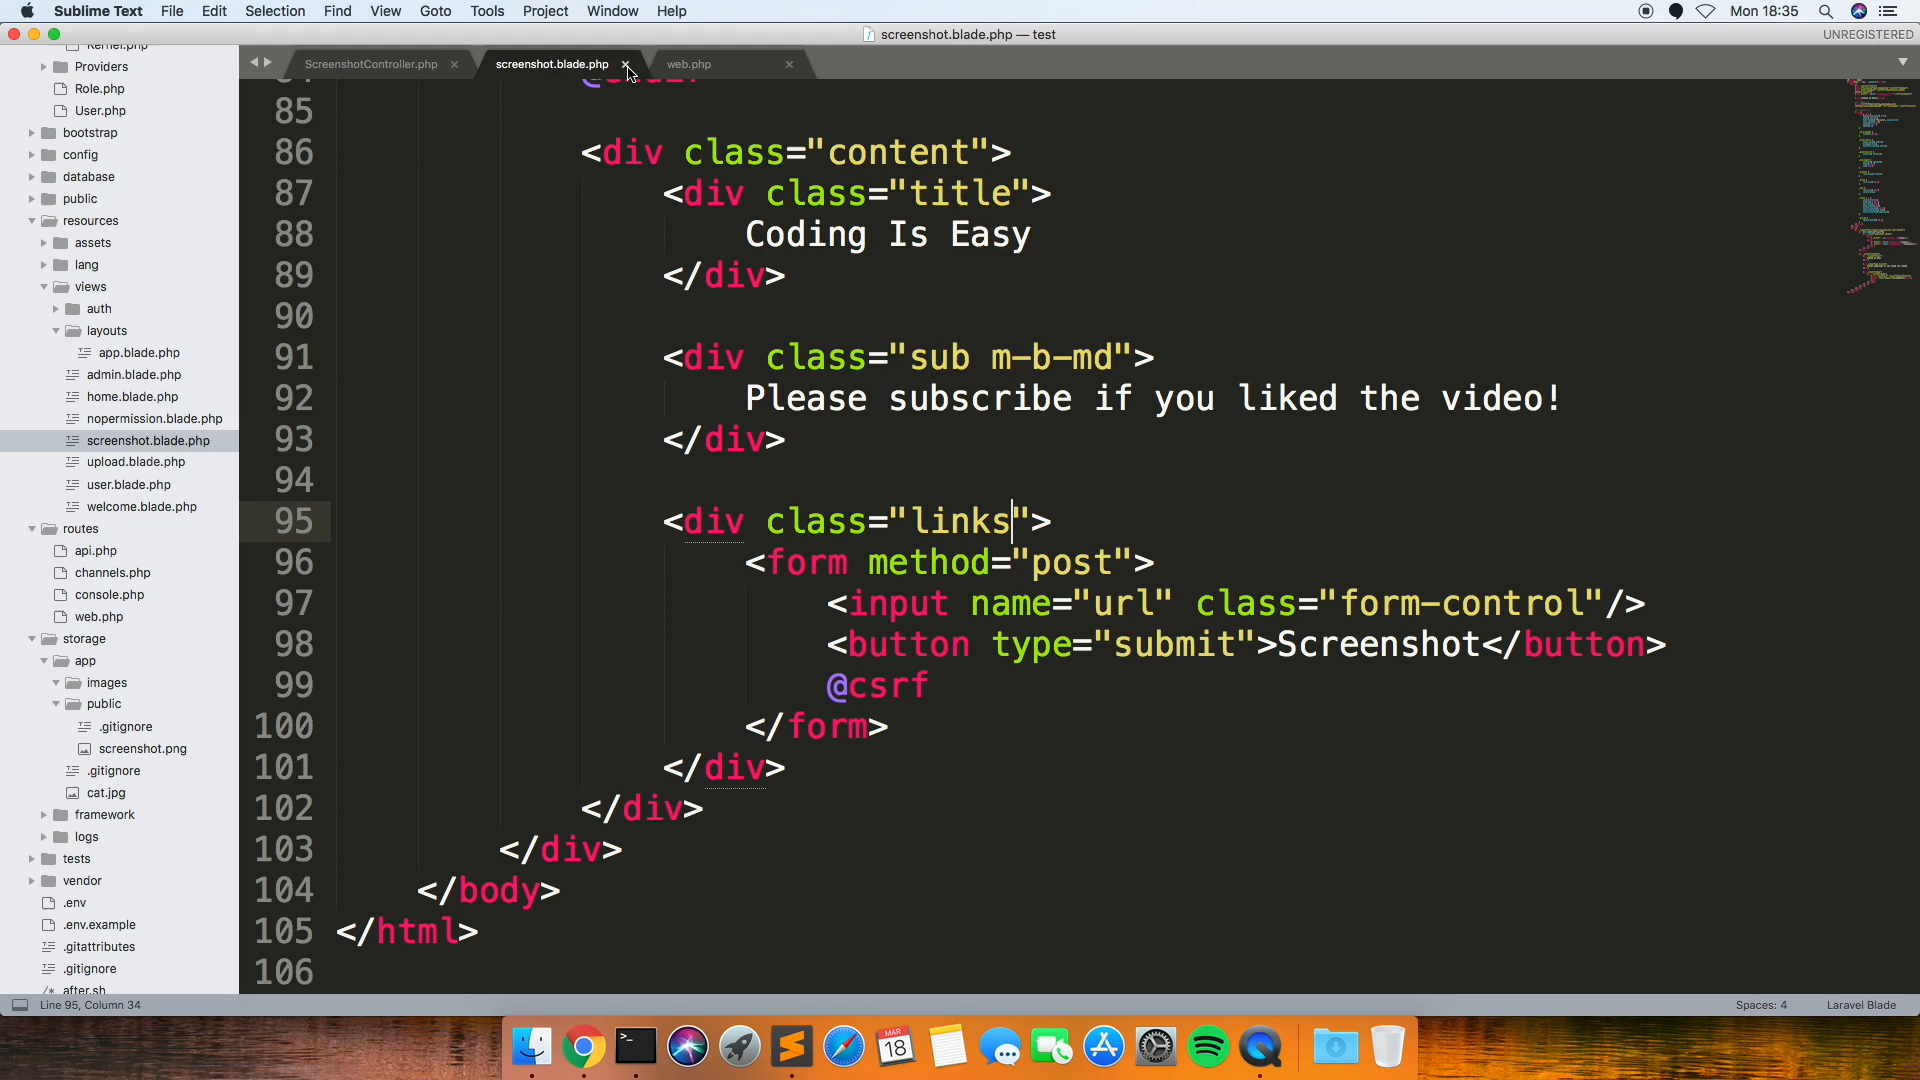 Sublime Text File Edit Selection Find View Goto Tools Project Window Help Mon 18:35
screenshot.blade.php — test UNREGISTERED
ScreenshotController.php screenshot.blade.php web.php
Kernel.php
Providers
Role.php
User.php
bootstrap
config
database
public
resources
assets
lang
views
auth
layouts
app.blade.php
admin.blade.php
home.blade.php
nopermission.blade.php
screenshot.blade.php
upload.blade.php
user.blade.php
welcome.blade.php
routes
api.php
channels.php
console.php
web.php
storage
app
images
public
.gitignore
screenshot.png
.gitignore
cat.jpg
framework
logs
tests
vendor
.env
.env.example
.gitattributes
.gitignore
after.sh
85
86 <div class="content">
87 <div class="title">
88 Coding Is Easy
89 </div>
90
91 <div class="sub m-b-md">
92 Please subscribe if you liked the video!
93 </div>
94
95 <div class="links">
96 <form method="post">
97 <input name="url" class="form-control"/>
98 <button type="submit">Screenshot</button>
99 @csrf
100 </form>
101 </div>
102 </div>
103 </div>
104 </body>
105 </html>
106
Line 95, Column 34 Spaces: 4 Laravel Blade
MAR
18